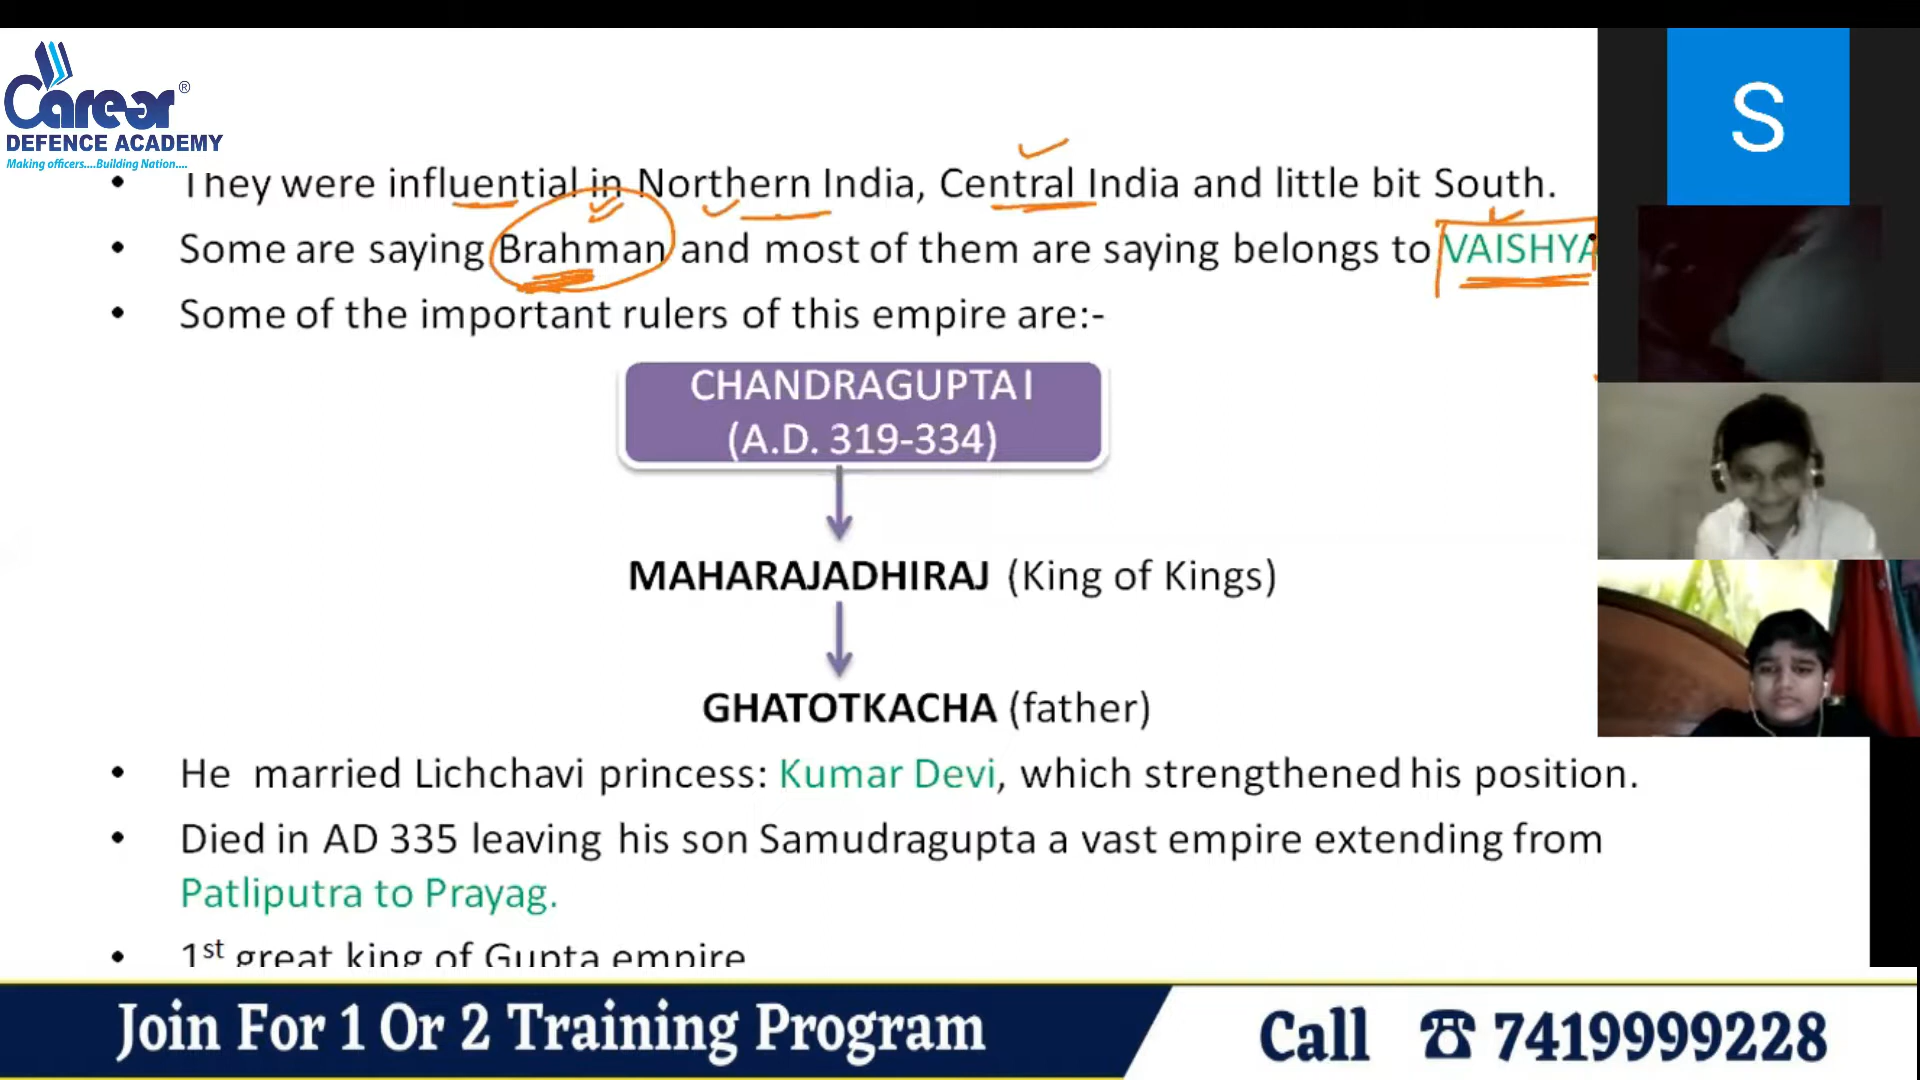 Carear®
DEFENCE ACADEMY
Making officers....Building Nation....
• They were influential in Northern India, Central India and little bit South.
• Some are saying Brahman and most of them are saying belongs to VAISHYA
• Some of the important rulers of this empire are:-
CHANDRAGUPTA I
(A.D. 319-334)
MAHARAJADHIRAJ (King of Kings)
GHATOTKACHA (father)
• He married Lichchavi princess: Kumar Devi, which strengthened his position.
• Died in AD 335 leaving his son Samudragupta a vast empire extending from
Patliputra to Prayag.
• 1st great king of Gupta empire
S
Join For 1 Or 2 Training Program
Call ☎ 7419999228